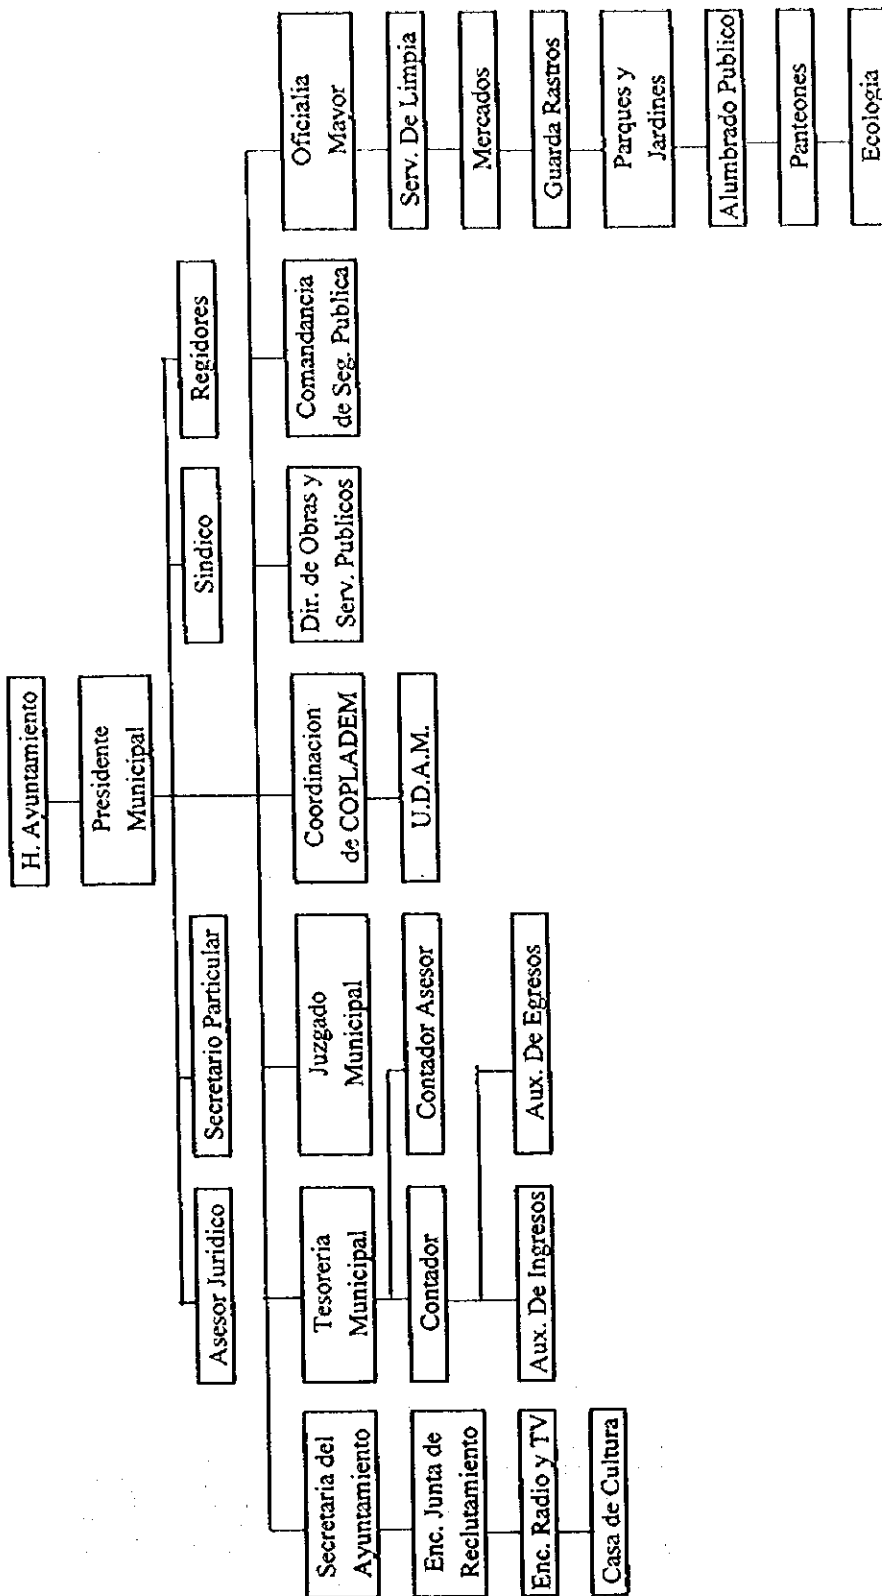 H. Ayuntamiento
Presidente
Municipal
Asesor Juridico
Secretario Particular
Sindico
Regidores
Secretaria del
Ayuntamiento
Tesoreria
Municipal
Juzgado
Municipal
Coordinacion
de COPLADEM
Dir. de Obras y
Serv. Publicos
Comandancia
de Seg. Publica
Oficialia
Mayor
Enc. Junta de
Reclutamiento
Contador
Contador Asesor
U.D.A.M.
Serv. De Limpia
Enc. Radio y TV
Aux. De Ingresos
Aux. De Egresos
Mercados
Casa de Cultura
Guarda Rastros
Parques y
Jardines
Alumbrado Publico
Panteones
Ecologia